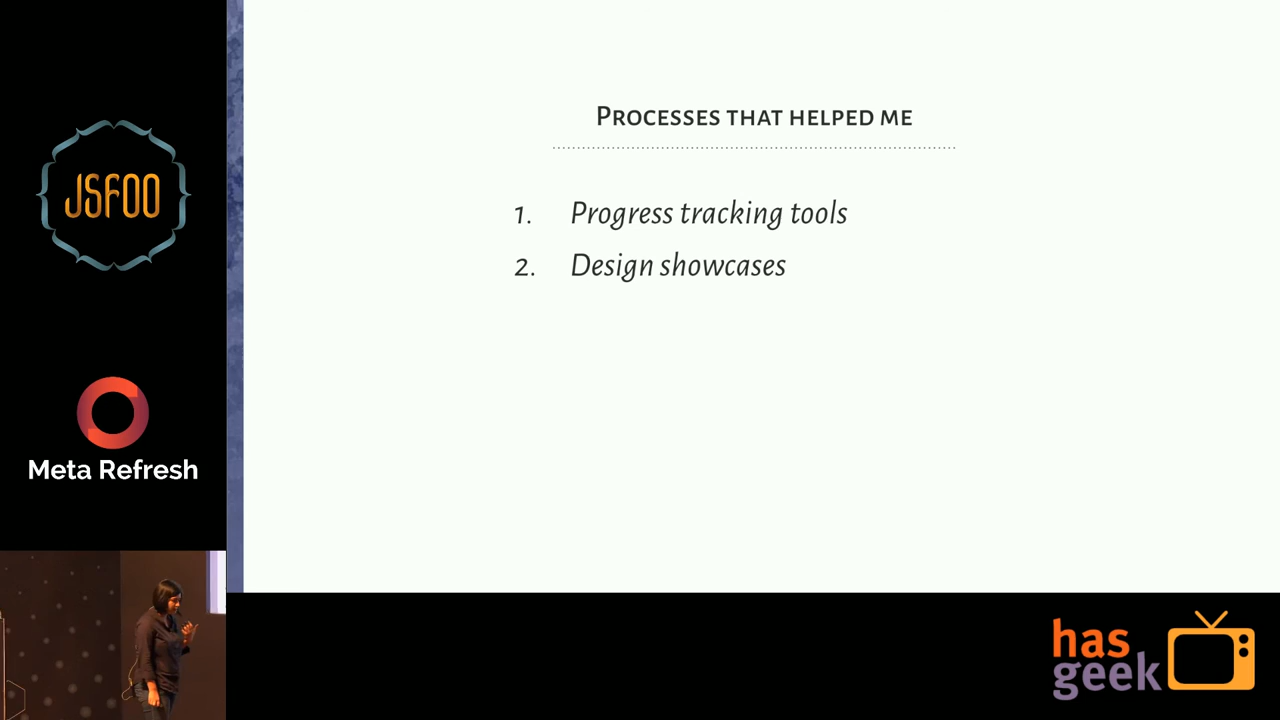 JSFOO
Meta Refresh
Processes that helped me
1. Progress tracking tools
2. Design showcases
has
geek